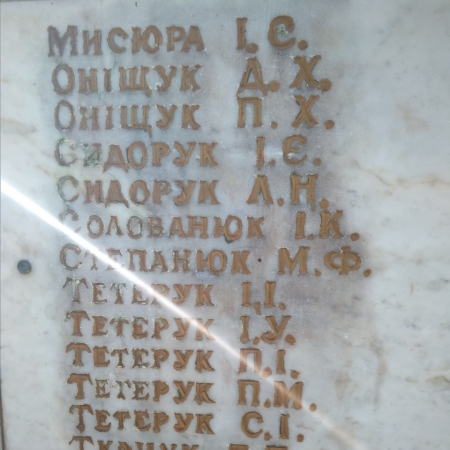 Мисюра І. Є.
Оніщук Д. Х.
Оніщук П. Х.
Сидорук І. Є.
Сидорук Л. Н.
Солованюк І. К.
Степанюк М. Ф.
Тетерук І. І.
Тетерук І. У.
Тетерук П. І.
Тетерук П. М.
Тетерук С. І.